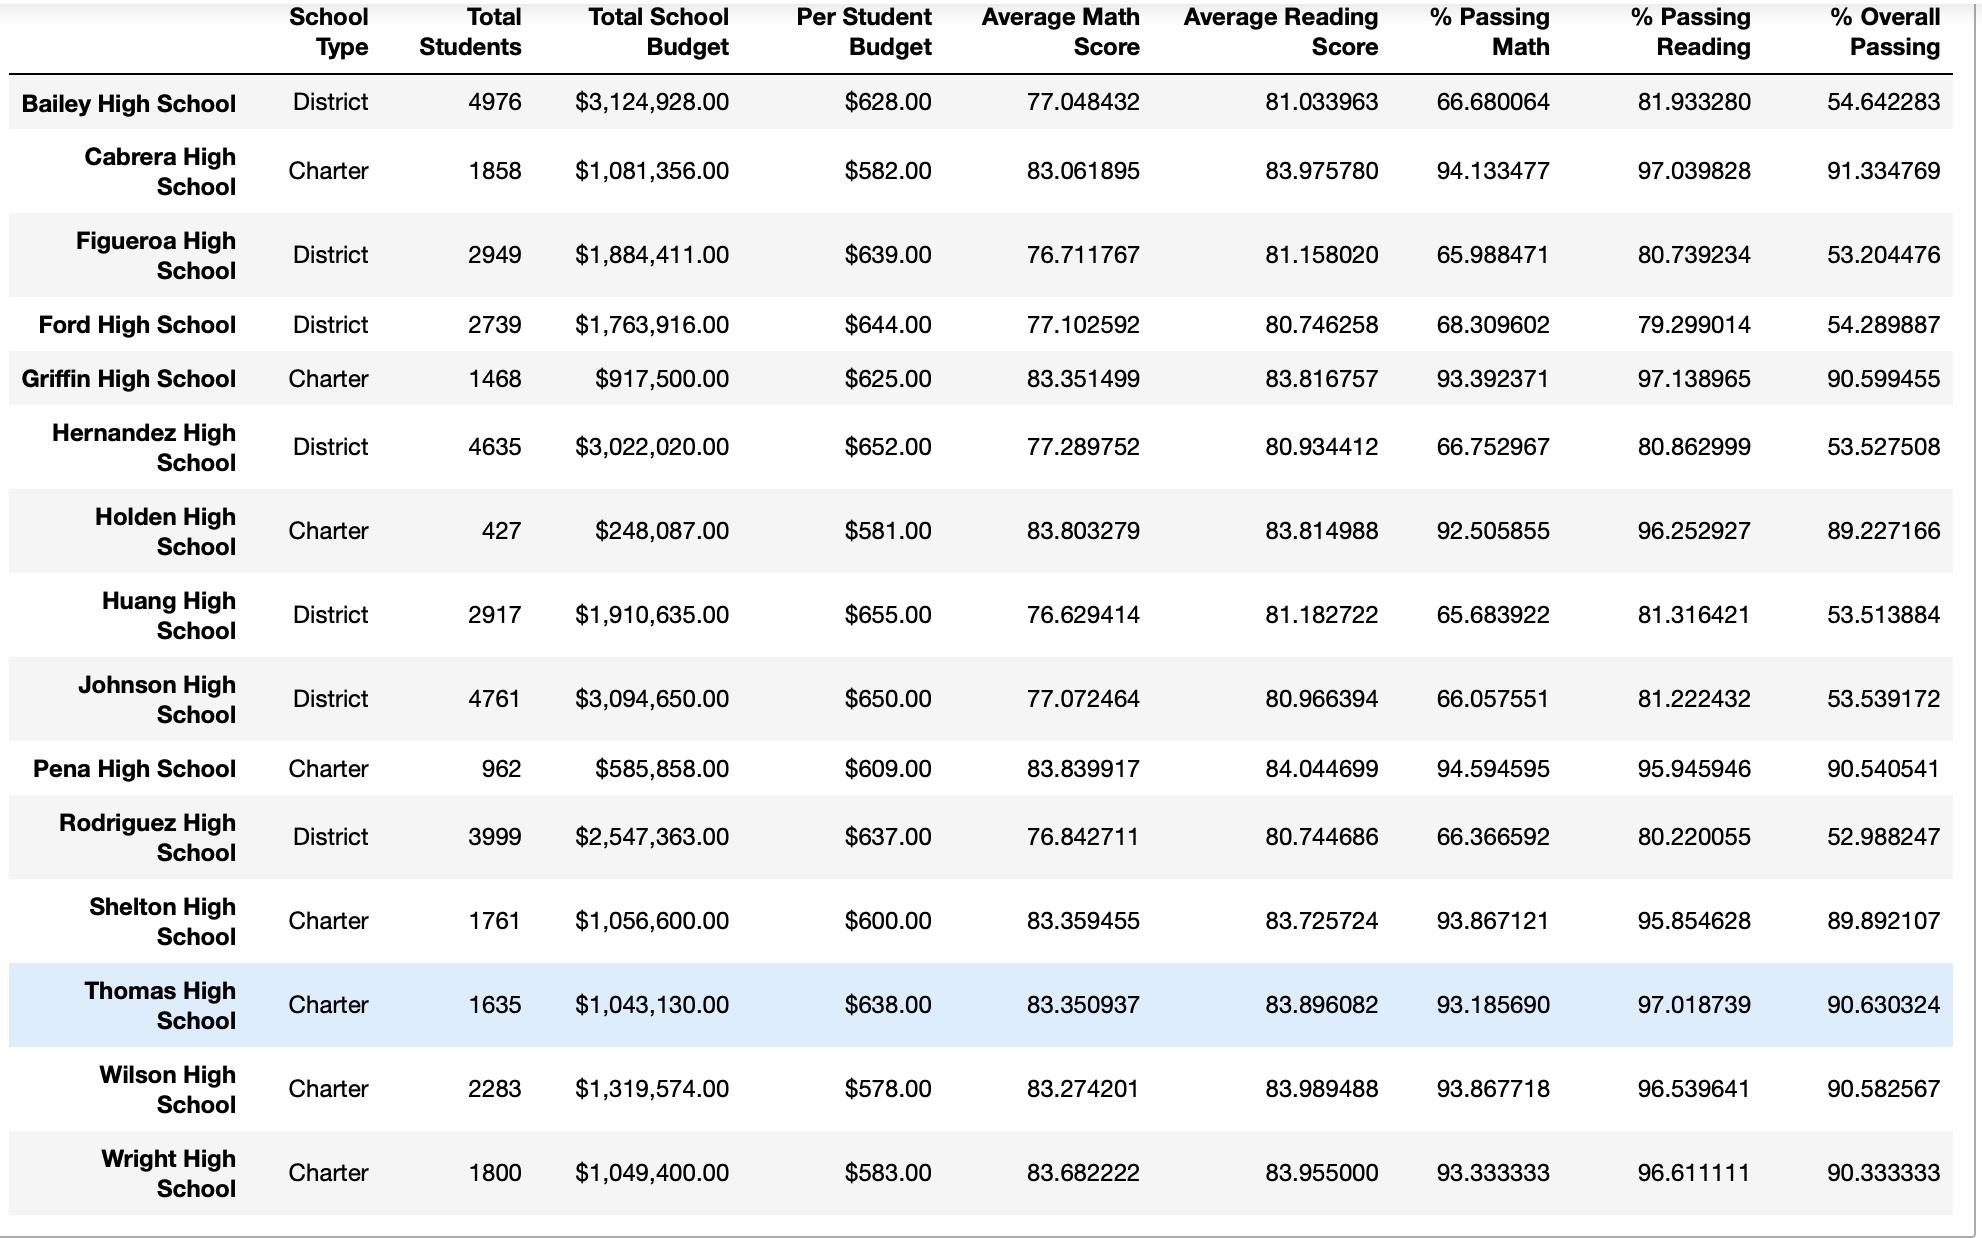 School Total Total School Per Student Average Math Average Reading % Passing % Passing % Overall
Type Students Budget Budget Score Score Math Reading Passing
Bailey High School District 4976 $3,124,928.00 $628.00 77.048432 81.033963 66.680064 81.933280 54.642283
Cabrera High
School Charter 1858 $1,081,356.00 $582.00 83.061895 83.975780 94.133477 97.039828 91.334769
Figueroa High
School District 2949 $1,884,411.00 $639.00 76.711767 81.158020 65.988471 80.739234 53.204476
Ford High School District 2739 $1,763,916.00 $644.00 77.102592 80.746258 68.309602 79.299014 54.289887
Griffin High School Charter 1468 $917,500.00 $625.00 83.351499 83.816757 93.392371 97.138965 90.599455
Hernandez High
School District 4635 $3,022,020.00 $652.00 77.289752 80.934412 66.752967 80.862999 53.527508
Holden High
School Charter 427 $248,087.00 $581.00 83.803279 83.814988 92.505855 96.252927 89.227166
Huang High
School District 2917 $1,910,635.00 $655.00 76.629414 81.182722 65.683922 81.316421 53.513884
Johnson High
School District 4761 $3,094,650.00 $650.00 77.072464 80.966394 66.057551 81.222432 53.539172
Pena High School Charter 962 $585,858.00 $609.00 83.839917 84.044699 94.594595 95.945946 90.540541
Rodriguez High
School District 3999 $2,547,363.00 $637.00 76.842711 80.744686 66.366592 80.220055 52.988247
Shelton High
School Charter 1761 $1,056,600.00 $600.00 83.359455 83.725724 93.867121 95.854628 89.892107
Thomas High
School Charter 1635 $1,043,130.00 $638.00 83.350937 83.896082 93.185690 97.018739 90.630324
Wilson High
School Charter 2283 $1,319,574.00 $578.00 83.274201 83.989488 93.867718 96.539641 90.582567
Wright High
School Charter 1800 $1,049,400.00 $583.00 83.682222 83.955000 93.333333 96.611111 90.333333